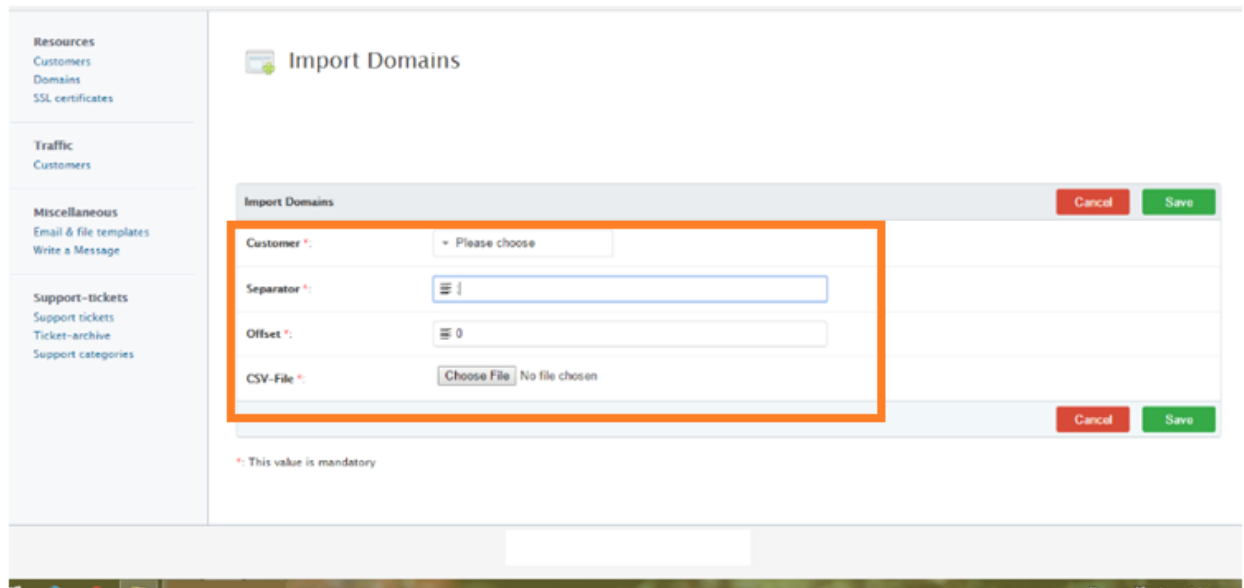 Resources
Customers
Domains
SSL certificates
Traffic
Customers
Miscellaneous
Email & file templates
Write a Message
Support-tickets
Support tickets
Ticket-archive
Support categories
Import Domains
Import Domains Cancel Save
Customer *: Please choose
Separator *:
Offset *: 0
CSV-File *: Choose File No file chosen
Cancel Save
*: This value is mandatory